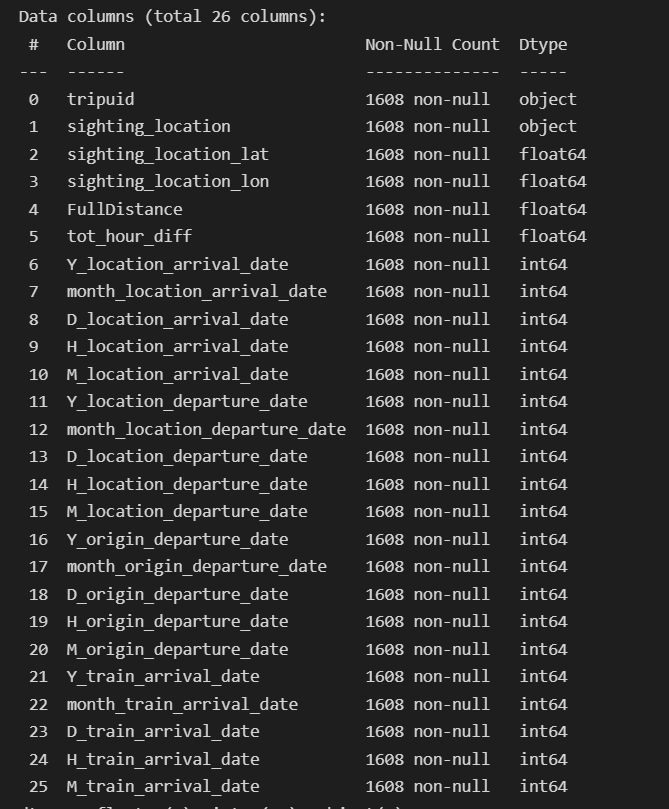 Data columns (total 26 columns):
 #   Column                         Non-Null Count  Dtype
---  ------                         --------------  -----
 0   tripuid                        1608 non-null   object
 1   sighting_location              1608 non-null   object
 2   sighting_location_lat          1608 non-null   float64
 3   sighting_location_lon          1608 non-null   float64
 4   FullDistance                   1608 non-null   float64
 5   tot_hour_diff                  1608 non-null   float64
 6   Y_location_arrival_date        1608 non-null   int64
 7   month_location_arrival_date    1608 non-null   int64
 8   D_location_arrival_date        1608 non-null   int64
 9   H_location_arrival_date        1608 non-null   int64
 10  M_location_arrival_date        1608 non-null   int64
 11  Y_location_departure_date      1608 non-null   int64
 12  month_location_departure_date  1608 non-null   int64
 13  D_location_departure_date      1608 non-null   int64
 14  H_location_departure_date      1608 non-null   int64
 15  M_location_departure_date      1608 non-null   int64
 16  Y_origin_departure_date        1608 non-null   int64
 17  month_origin_departure_date    1608 non-null   int64
 18  D_origin_departure_date        1608 non-null   int64
 19  H_origin_departure_date        1608 non-null   int64
 20  M_origin_departure_date        1608 non-null   int64
 21  Y_train_arrival_date           1608 non-null   int64
 22  month_train_arrival_date       1608 non-null   int64
 23  D_train_arrival_date           1608 non-null   int64
 24  H_train_arrival_date           1608 non-null   int64
 25  M_train_arrival_date           1608 non-null   int64